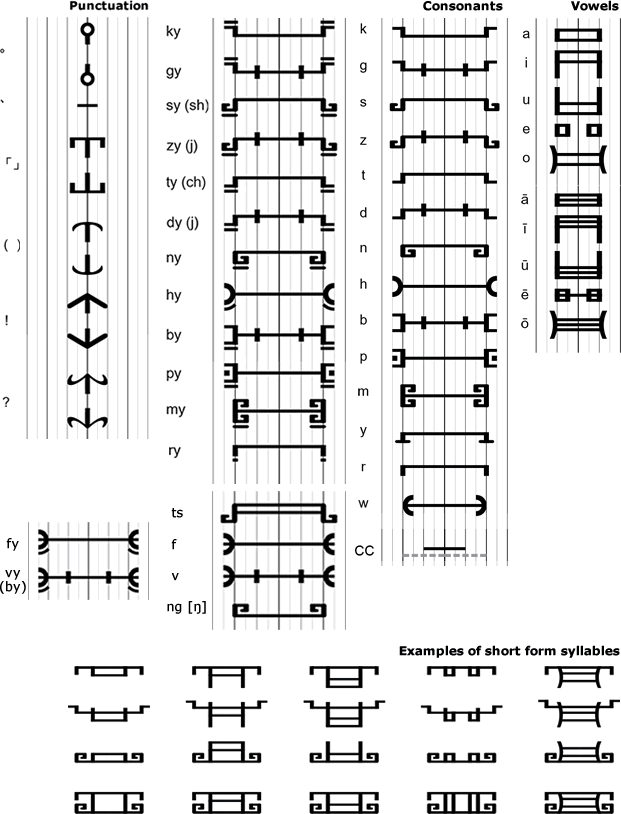 Punctuation
Consonants
Vowels
°
、
「」
( )
!
?
ky
gy
sy (sh)
zy (j)
ty (ch)
dy (j)
ny
hy
by
py
my
ry
k
g
s
z
t
d
n
h
b
p
m
y
r
w
CC
a
i
u
e
o
ā
ī
ū
ē
ō
fy
vy
(by)
ts
f
v
ng [ŋ]
Examples of short form syllables